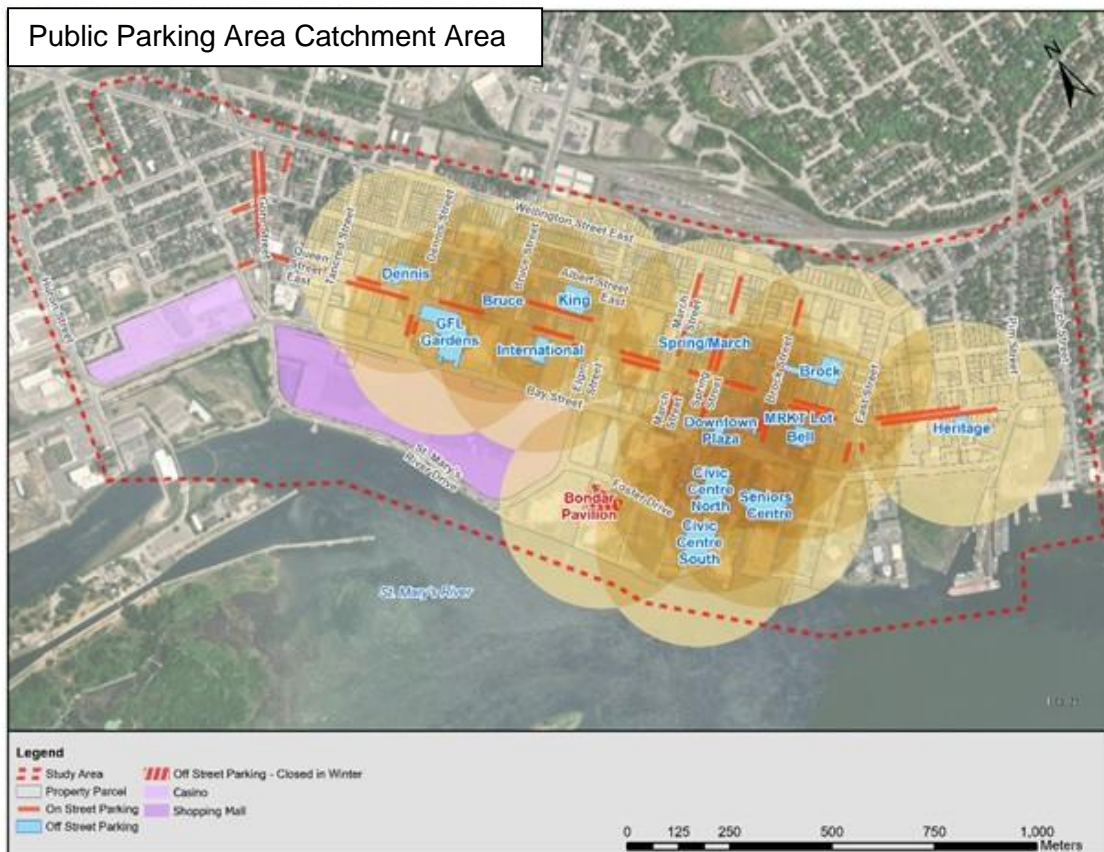 Public Parking Area Catchment Area
N
Wellington Street East
Dennis Street
Tancred Street
Bruce Street
Queen
Street
East
Albert Street
East
Dennis
Bruce
King
GFL
Gardens
International
Elgin
Street
Bay Street
March
Street
Spring/March
Spring
Street
March
Street
Brock Street
Brock
East Street
Pim Street
Church Street
Huron Street
Downtown
Plaza
MRKT Lot
Bell
Heritage
Civic
Centre
North
Seniors
Centre
Civic
Centre
South
Foster Drive
Bondar
Pavilion
St. Mary's
River Drive
St. Mary's River
Legend
Study Area
Property Parcel
On Street Parking
Off Street Parking
Off Street Parking - Closed in Winter
Casino
Shopping Mall
0 125 250 500 750 1,000
Meters